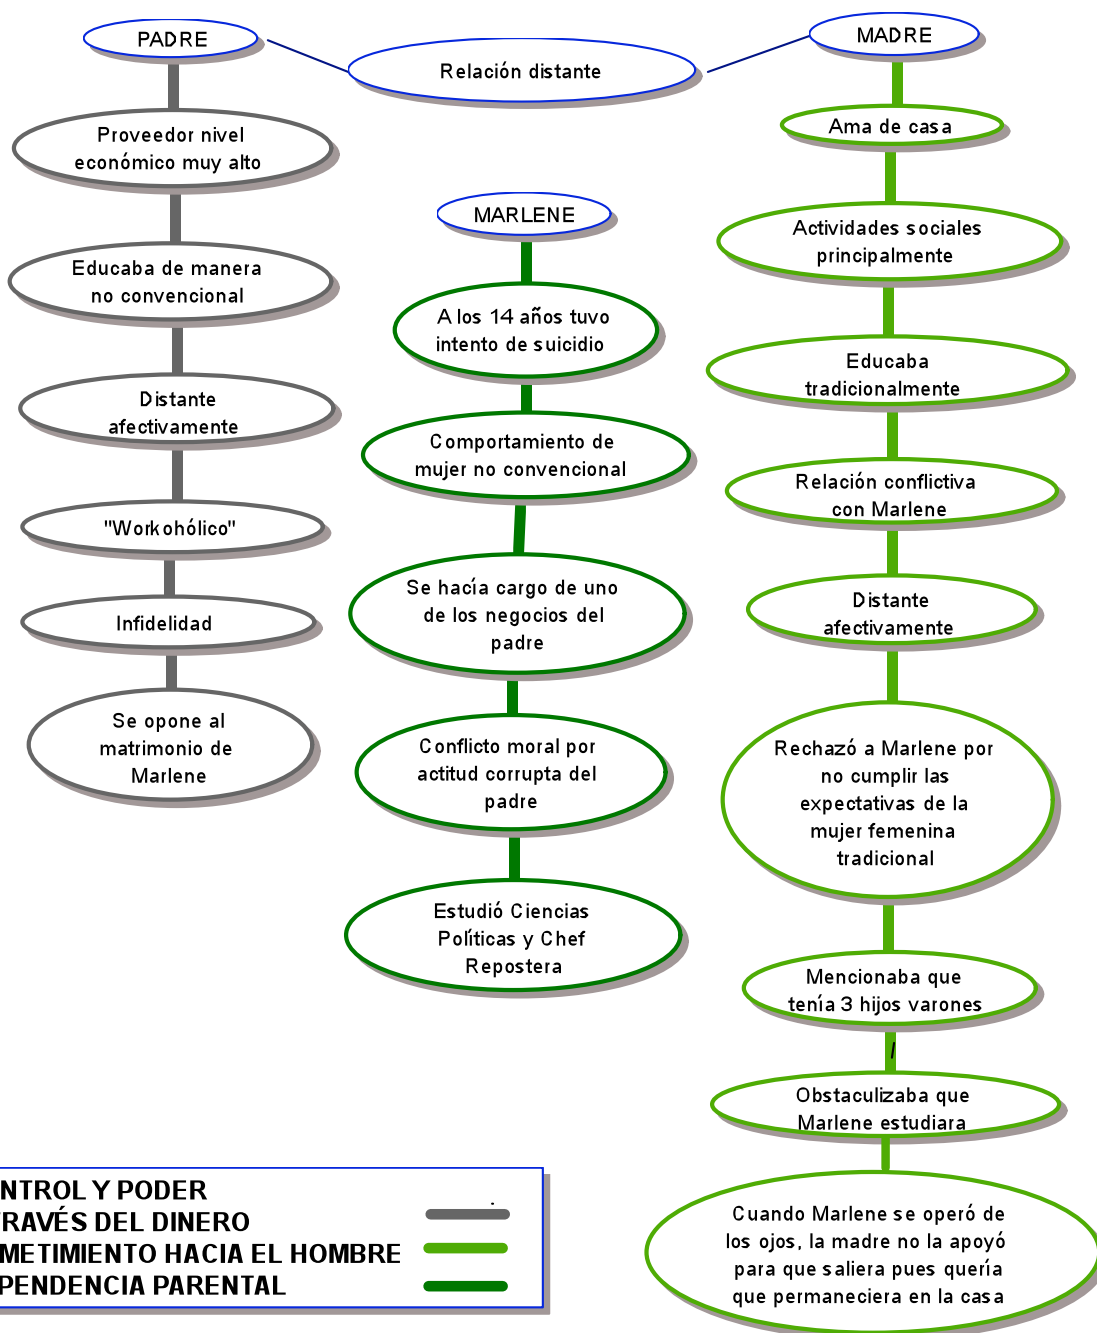 PADRE
Relación distante
MADRE
Proveedor nivel
económico muy alto
Educaba de manera
no convencional
Distante
afectivamente
"Workohólico"
Infidelidad
Se opone al
matrimonio de
Marlene
MARLENE
A los 14 años tuvo
intento de suicidio
Comportamiento de
mujer no convencional
Se hacía cargo de uno
de los negocios del
padre
Conflicto moral por
actitud corrupta del
padre
Estudió Ciencias
Políticas y Chef
Repostera
Ama de casa
Actividades sociales
principalmente
Educaba
tradicionalmente
Relación conflictiva
con Marlene
Distante
afectivamente
Rechazó a Marlene por
no cumplir las
expectativas de la
mujer femenina
tradicional
Mencionaba que
tenía 3 hijos varones
Obstaculizaba que
Marlene estudiara
Cuando Marlene se operó de
los ojos, la madre no la apoyó
para que saliera pues quería
que permaneciera en la casa
NTROL Y PODER
RAVÉS DEL DINERO
METIMIENTO HACIA EL HOMBRE
PENDENCIA PARENTAL